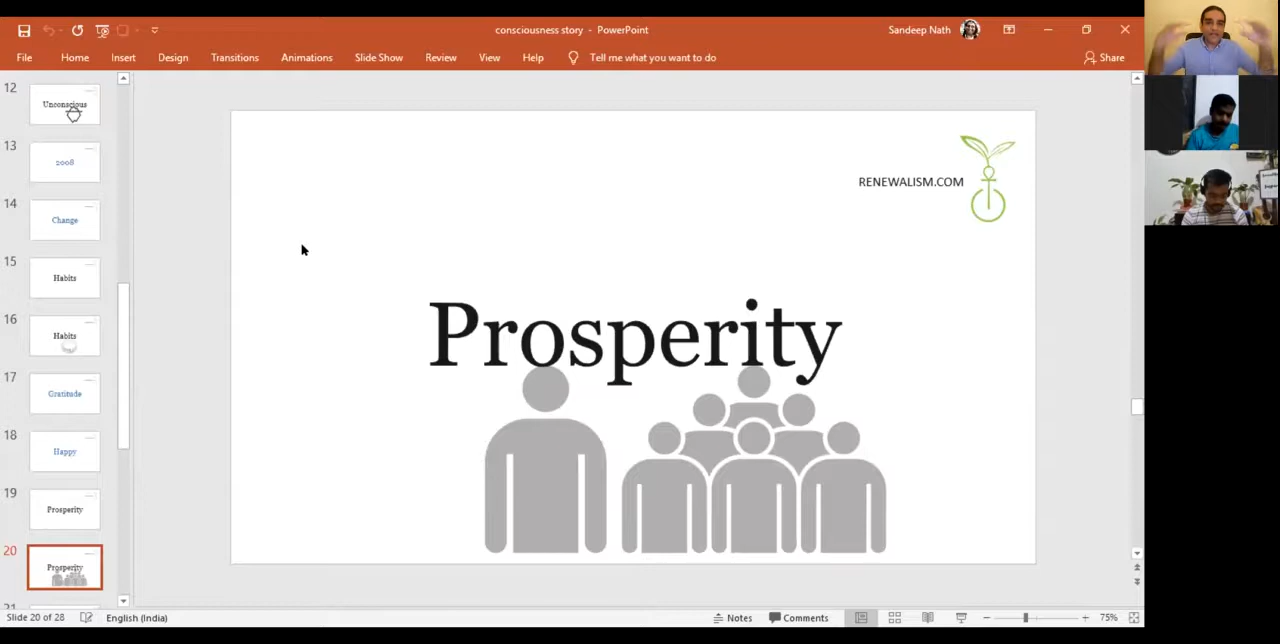 consciousness story - PowerPoint
Sandeep Nath
File Home Insert Design Transitions Animations Slide Show Review View Help Tell me what you want to do Share
12
Unconscious
13
2008
14
Change
15
Habits
16
Habits
17
Gratitude
18
Happy
19
Prosperity
20
Prosperity
RENEWALISM.COM
Prosperity
Slide 20 of 28 English (India) Notes Comments 75%